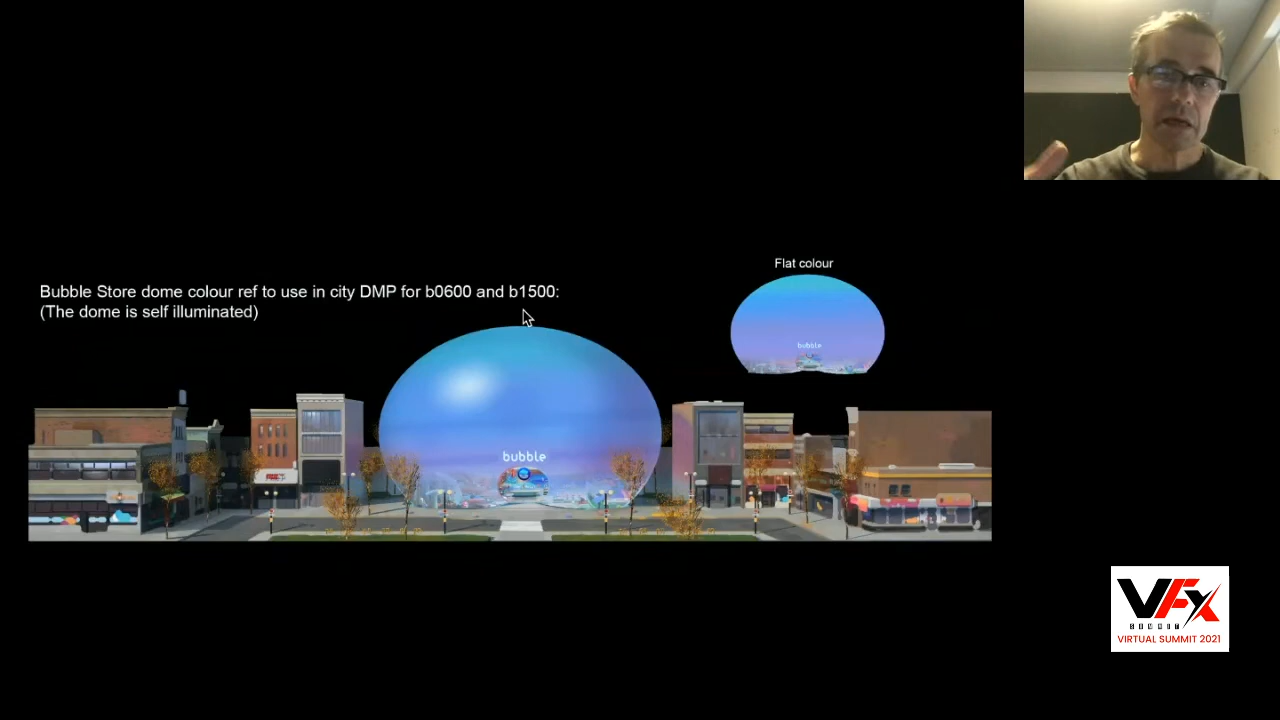 Flat colour
Bubble Store dome colour ref to use in city DMP for b0600 and b1500:
(The dome is self illuminated)
bubble
bubble
VFX
SUMMIT
VIRTUAL SUMMIT 2021